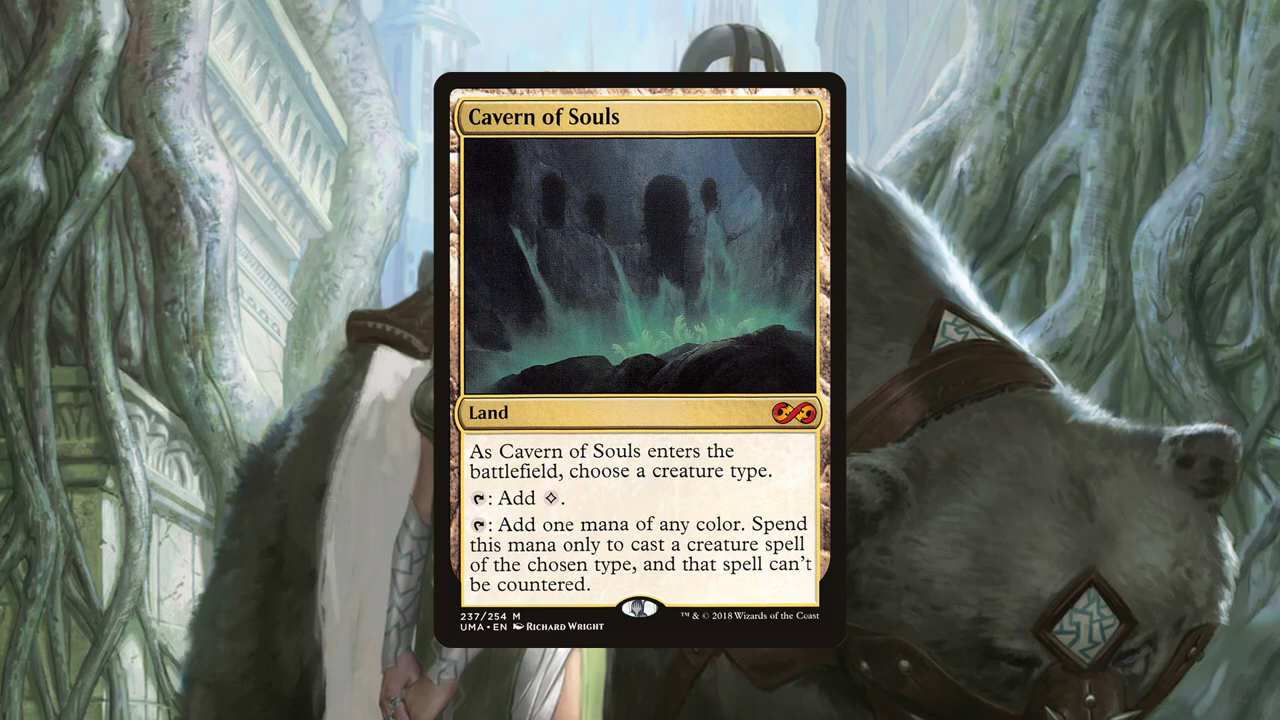 Cavern of Souls
Land
As Cavern of Souls enters the
battlefield, choose a creature type.
: Add .
: Add one mana of any color. Spend
this mana only to cast a creature spell
of the chosen type, and that spell can't
be countered.
237/254 M
UMA • EN Richard Wright
™ & © 2018 Wizards of the Coast